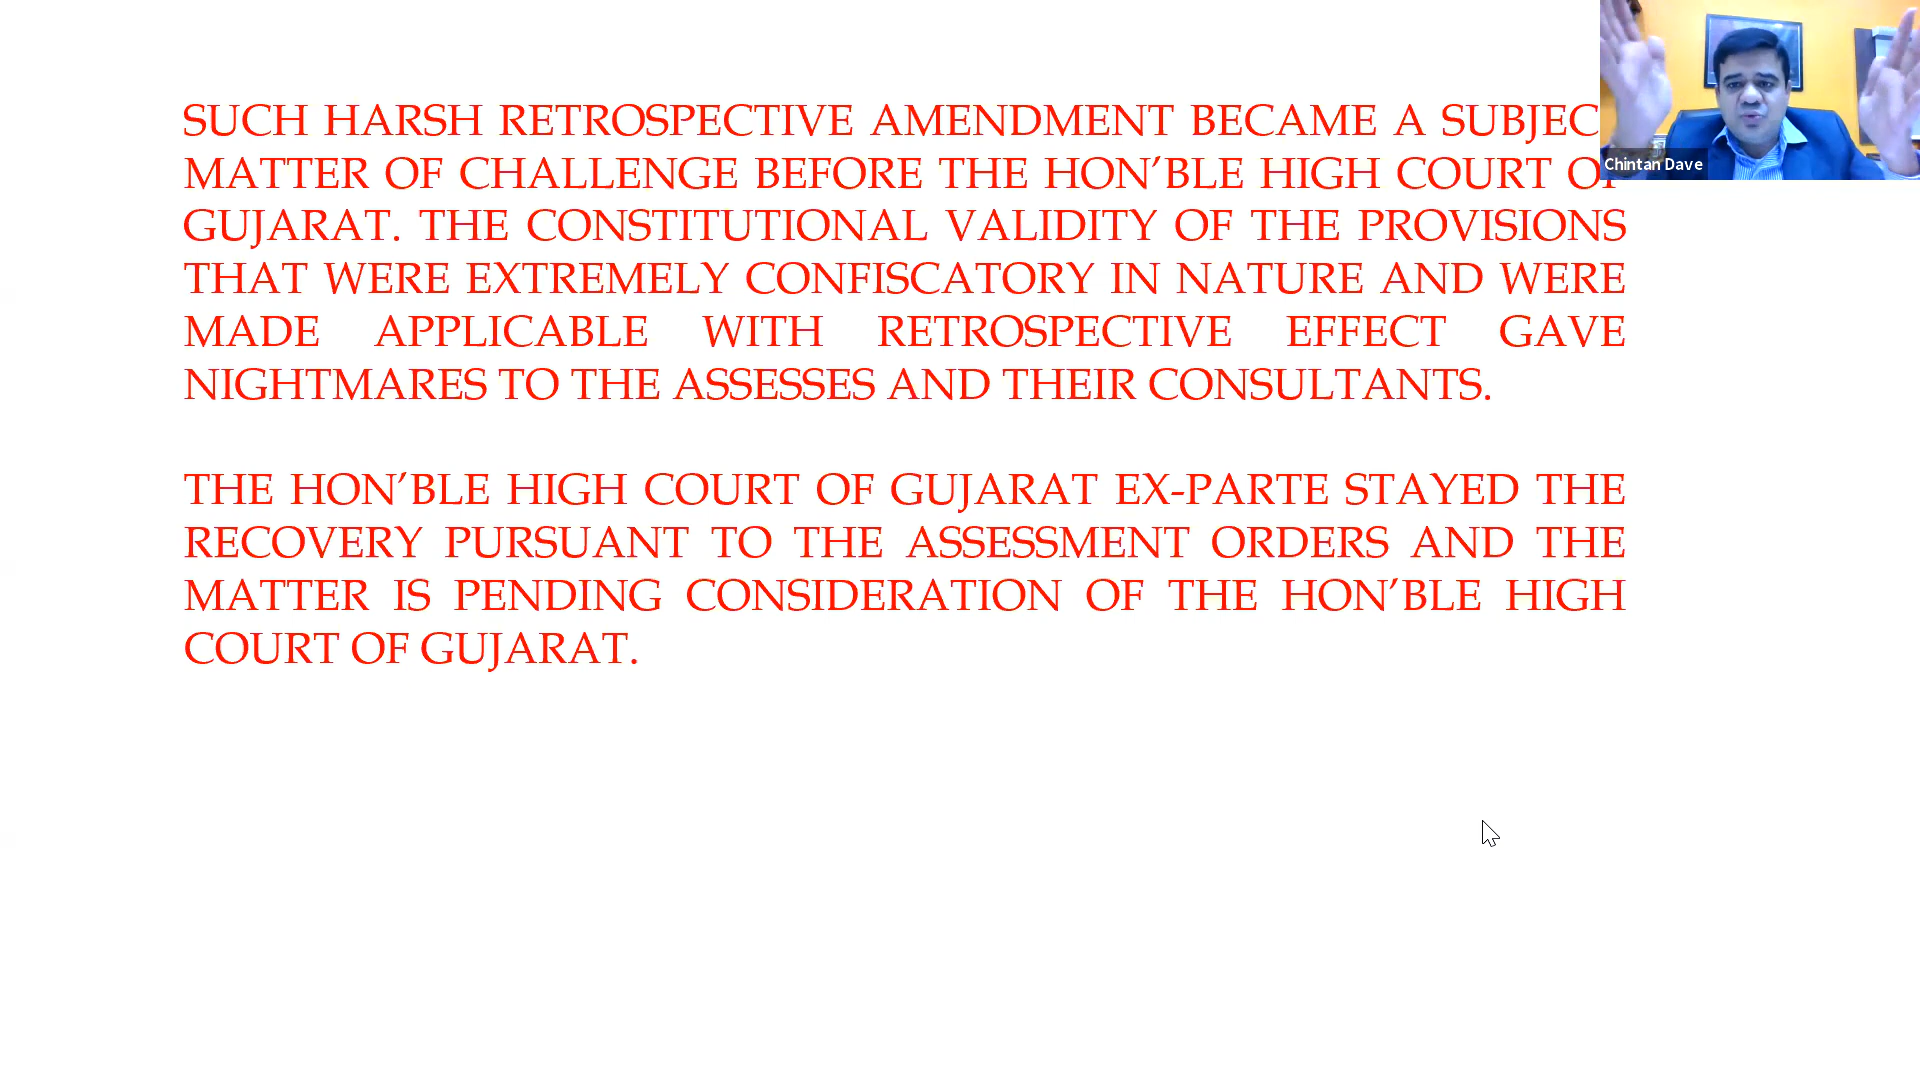 SUCH HARSH RETROSPECTIVE AMENDMENT BECAME A SUBJEC
MATTER OF CHALLENGE BEFORE THE HON’BLE HIGH COURT OF
GUJARAT. THE CONSTITUTIONAL VALIDITY OF THE PROVISIONS
THAT WERE EXTREMELY CONFISCATORY IN NATURE AND WERE
MADE APPLICABLE WITH RETROSPECTIVE EFFECT GAVE
NIGHTMARES TO THE ASSESSES AND THEIR CONSULTANTS.
THE HON’BLE HIGH COURT OF GUJARAT EX-PARTE STAYED THE
RECOVERY PURSUANT TO THE ASSESSMENT ORDERS AND THE
MATTER IS PENDING CONSIDERATION OF THE HON’BLE HIGH
COURT OF GUJARAT.
Chintan Dave